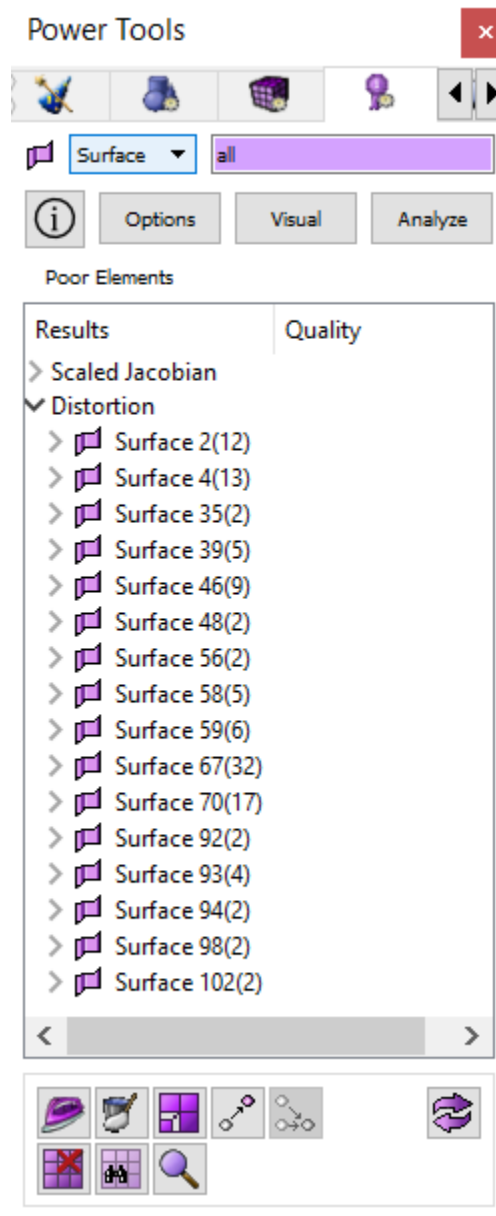 Power Tools
Surface all
Options Visual Analyze
Poor Elements
Results Quality
Scaled Jacobian
Distortion
Surface 2(12)
Surface 4(13)
Surface 35(2)
Surface 39(5)
Surface 46(9)
Surface 48(2)
Surface 56(2)
Surface 58(5)
Surface 59(6)
Surface 67(32)
Surface 70(17)
Surface 92(2)
Surface 93(4)
Surface 94(2)
Surface 98(2)
Surface 102(2)